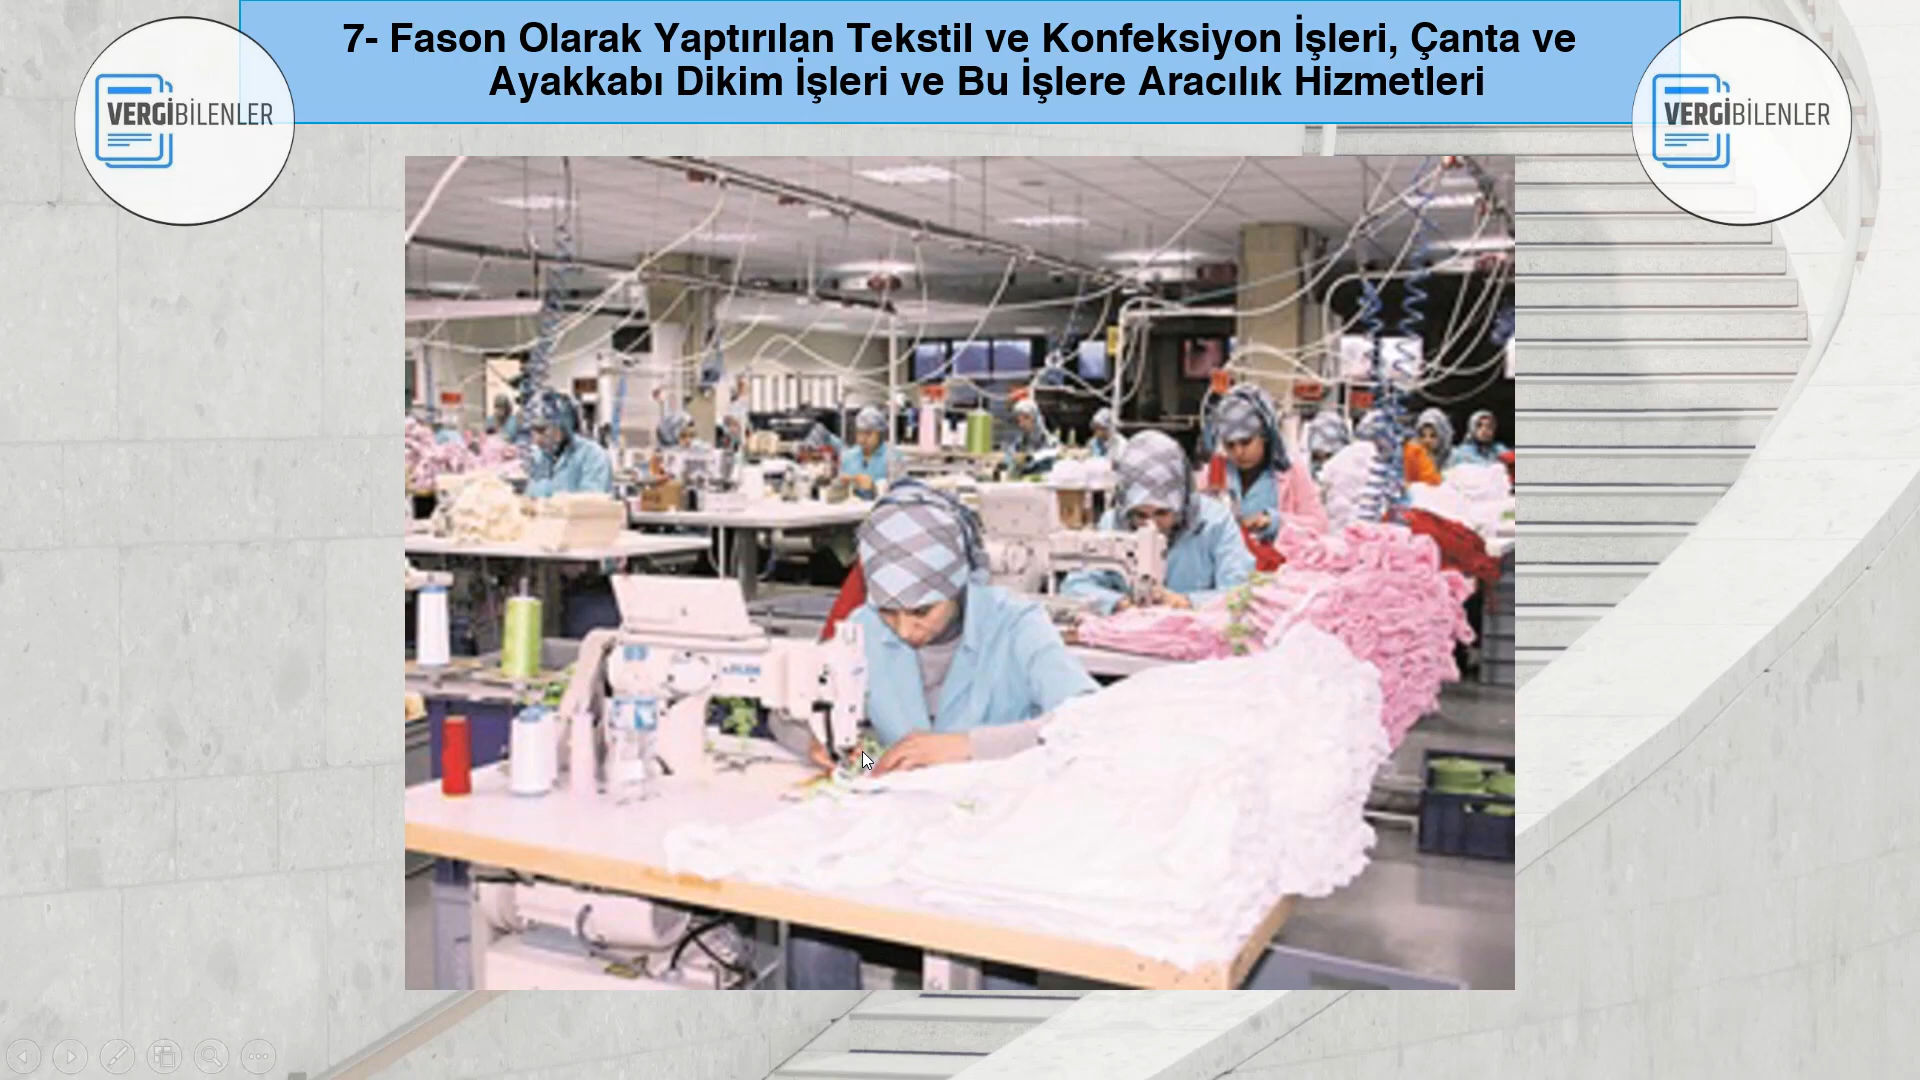 7- Fason Olarak Yaptırılan Tekstil ve Konfeksiyon İşleri, Çanta ve
Ayakkabı Dikim İşleri ve Bu İşlere Aracılık Hizmetleri
VERGİBİLENLER
VERGİBİLENLER